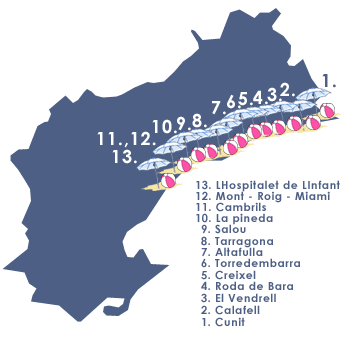 1.
7.6.5.4.3.2.
10.9.8.
11.,12.
13.
13. LHospitalet de LInfant
12. Mont - Roig - Miami
11. Cambrils
10. La pineda
9. Salou
8. Tarragona
7. Altafulla
6. Torredembarra
5. Creixel
4. Roda de Bara
3. El Vendrell
2. Calafell
1. Cunit